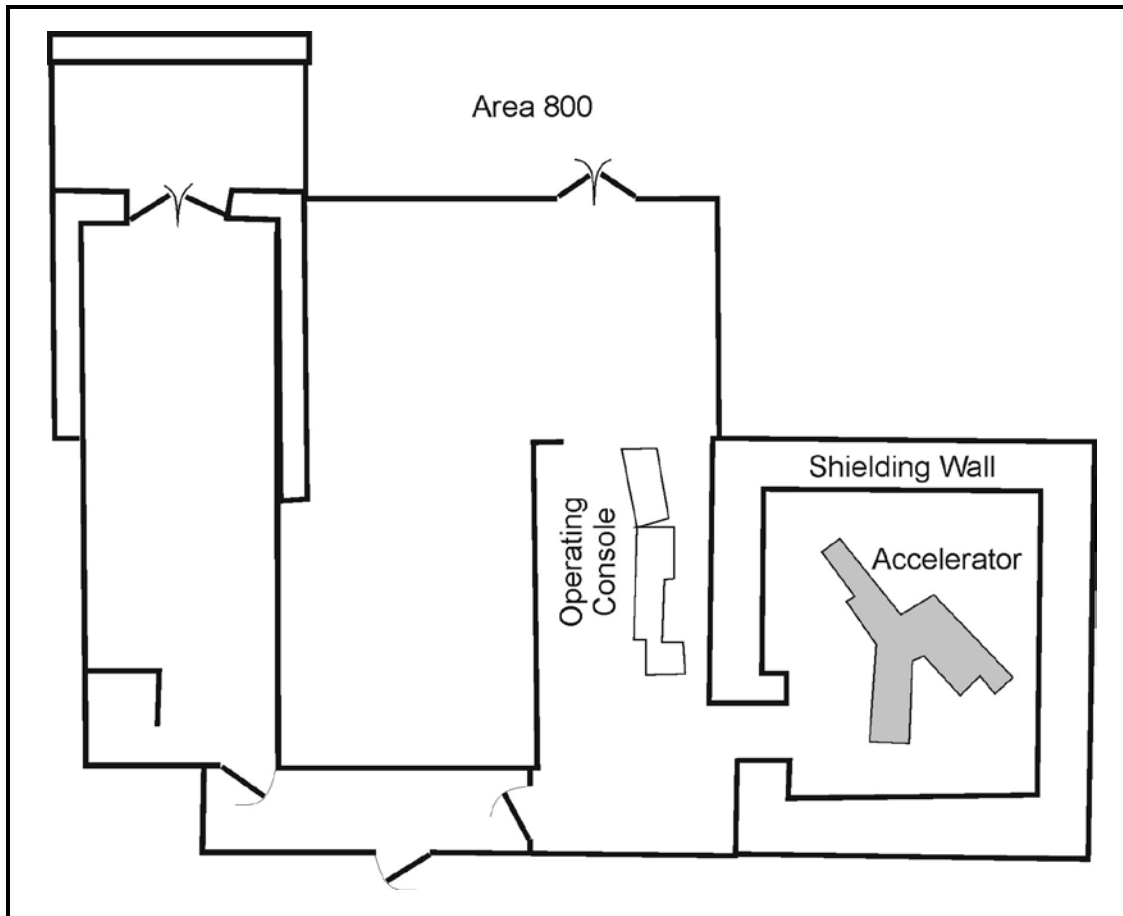 Area 800
Shielding Wall
Accelerator
Operating
Console